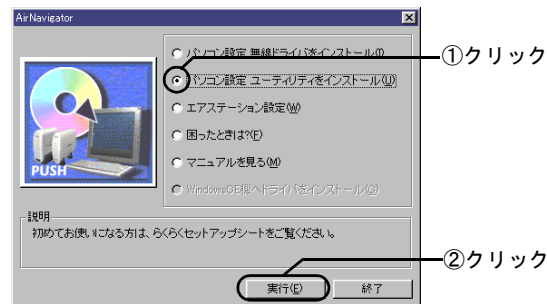 AirNavigator
パソコン設定 無線ドライバをインストール(I)
①クリック
パソコン設定 ユーティリティをインストール(U)
エアステーション設定(W)
困ったときは?(F)
マニュアルを見る(M)
WindowsCE機へドライバをインストール(C)
PUSH
説明
初めてお使いになる方は、らくらくセットアップシートをご覧ください。
②クリック
実行(E)
終了